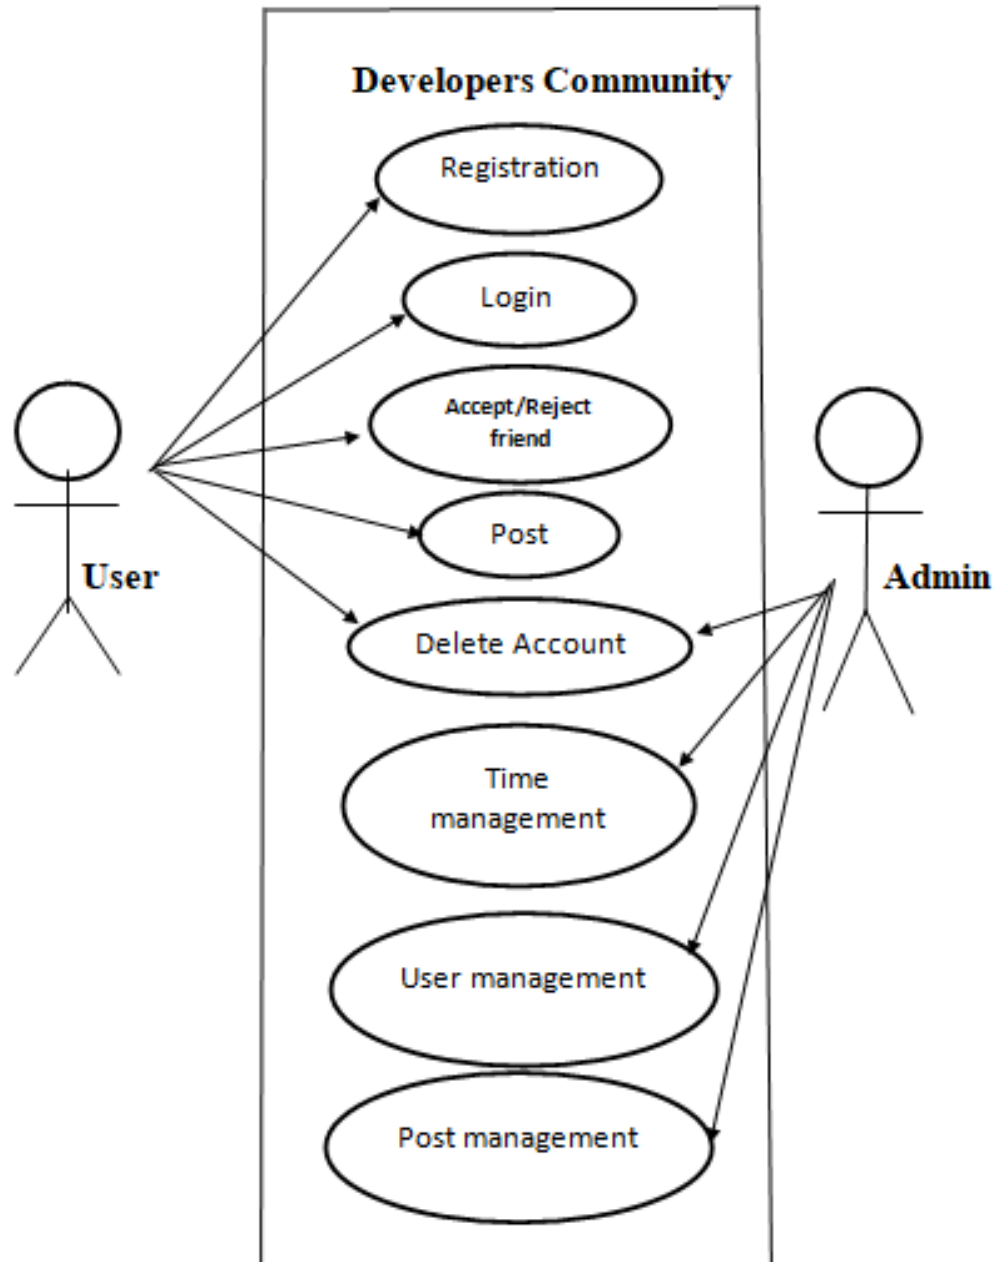 Developers Community
Registration
Login
Accept/Reject
friend
Post
User
Admin
Delete Account
Time
management
User management
Post management